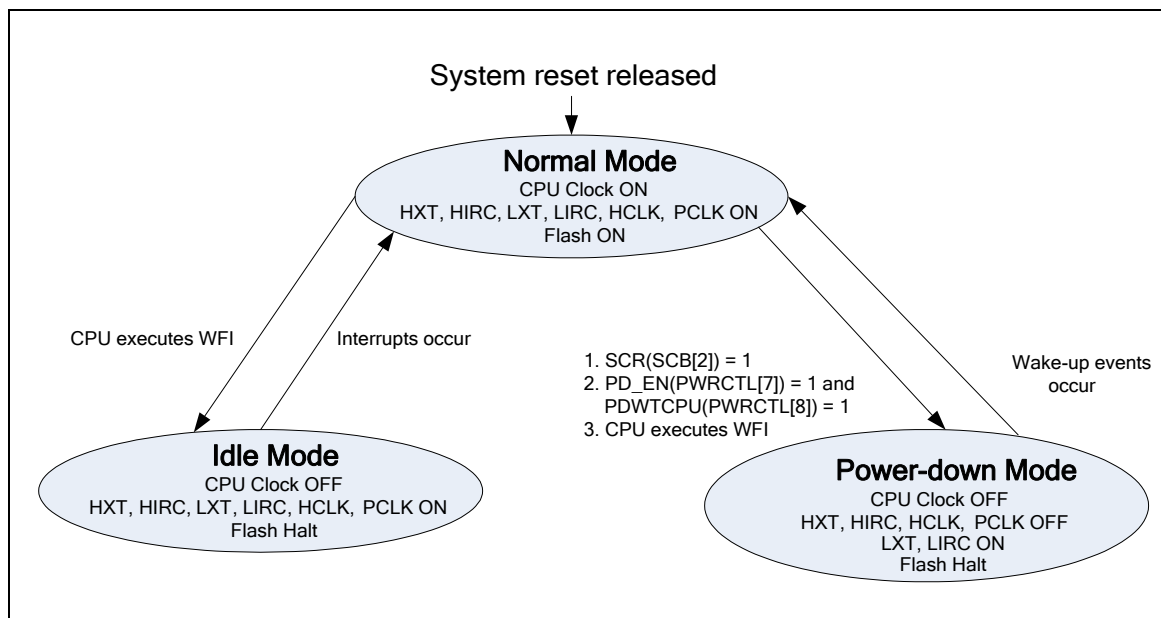 System reset released
Normal Mode
CPU Clock ON
HXT, HIRC, LXT, LIRC, HCLK, PCLK ON
Flash ON
CPU executes WFI
Interrupts occur
1. SCR(SCB[2]) = 1
2. PD_EN(PWRCTL[7]) = 1 and
PDWTCPU(PWRCTL[8]) = 1
3. CPU executes WFI
Wake-up events
occur
Idle Mode
CPU Clock OFF
HXT, HIRC, LXT, LIRC, HCLK, PCLK ON
Flash Halt
Power-down Mode
CPU Clock OFF
HXT, HIRC, HCLK, PCLK OFF
LXT, LIRC ON
Flash Halt